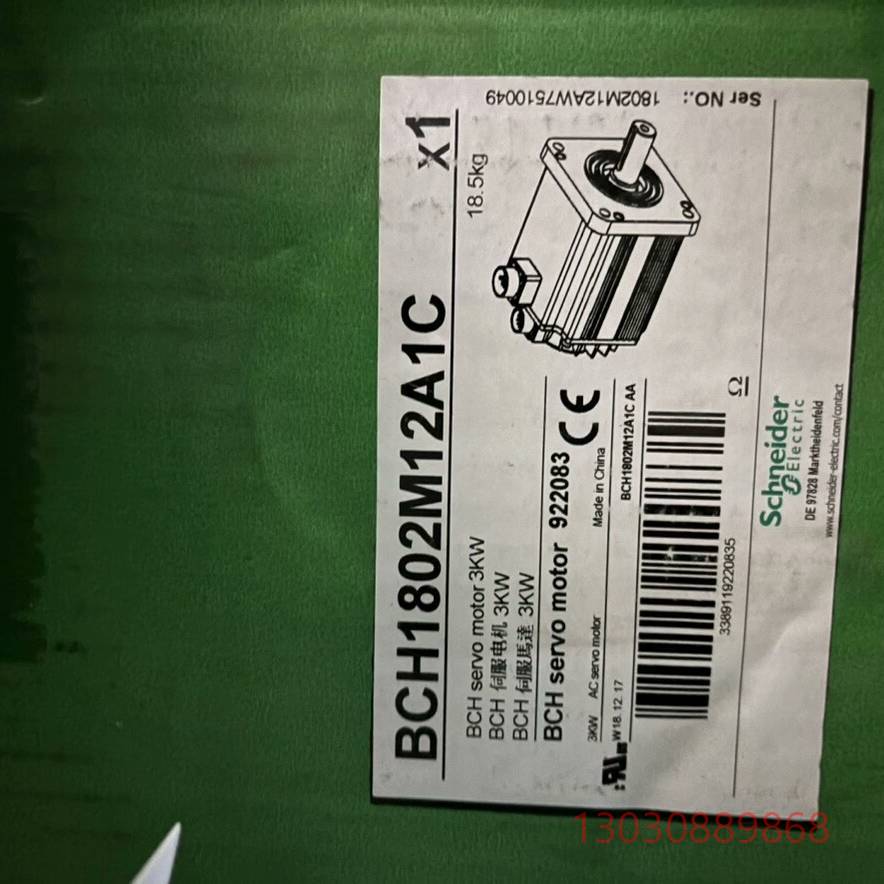 BCH1802M12A1C x1
BCH servo motor 3KW 18.5kg
BCH 伺服电机 3KW
BCH 伺服馬達 3KW
BCH servo motor 922083
3KW AC servo motor Made in China
CE
W18.12.17
BCH1802M12A1C AA
3389119220835
Ω
Schneider
Electric
DE 97828 Marktheidenfeld
www.schneider-electric.com/contact
Ser NO.: 1802M12AW7510049
13030889868